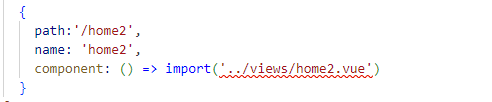 {
path:'/home2',
name: 'home2',
component: () => import('../views/home2.vue')
}